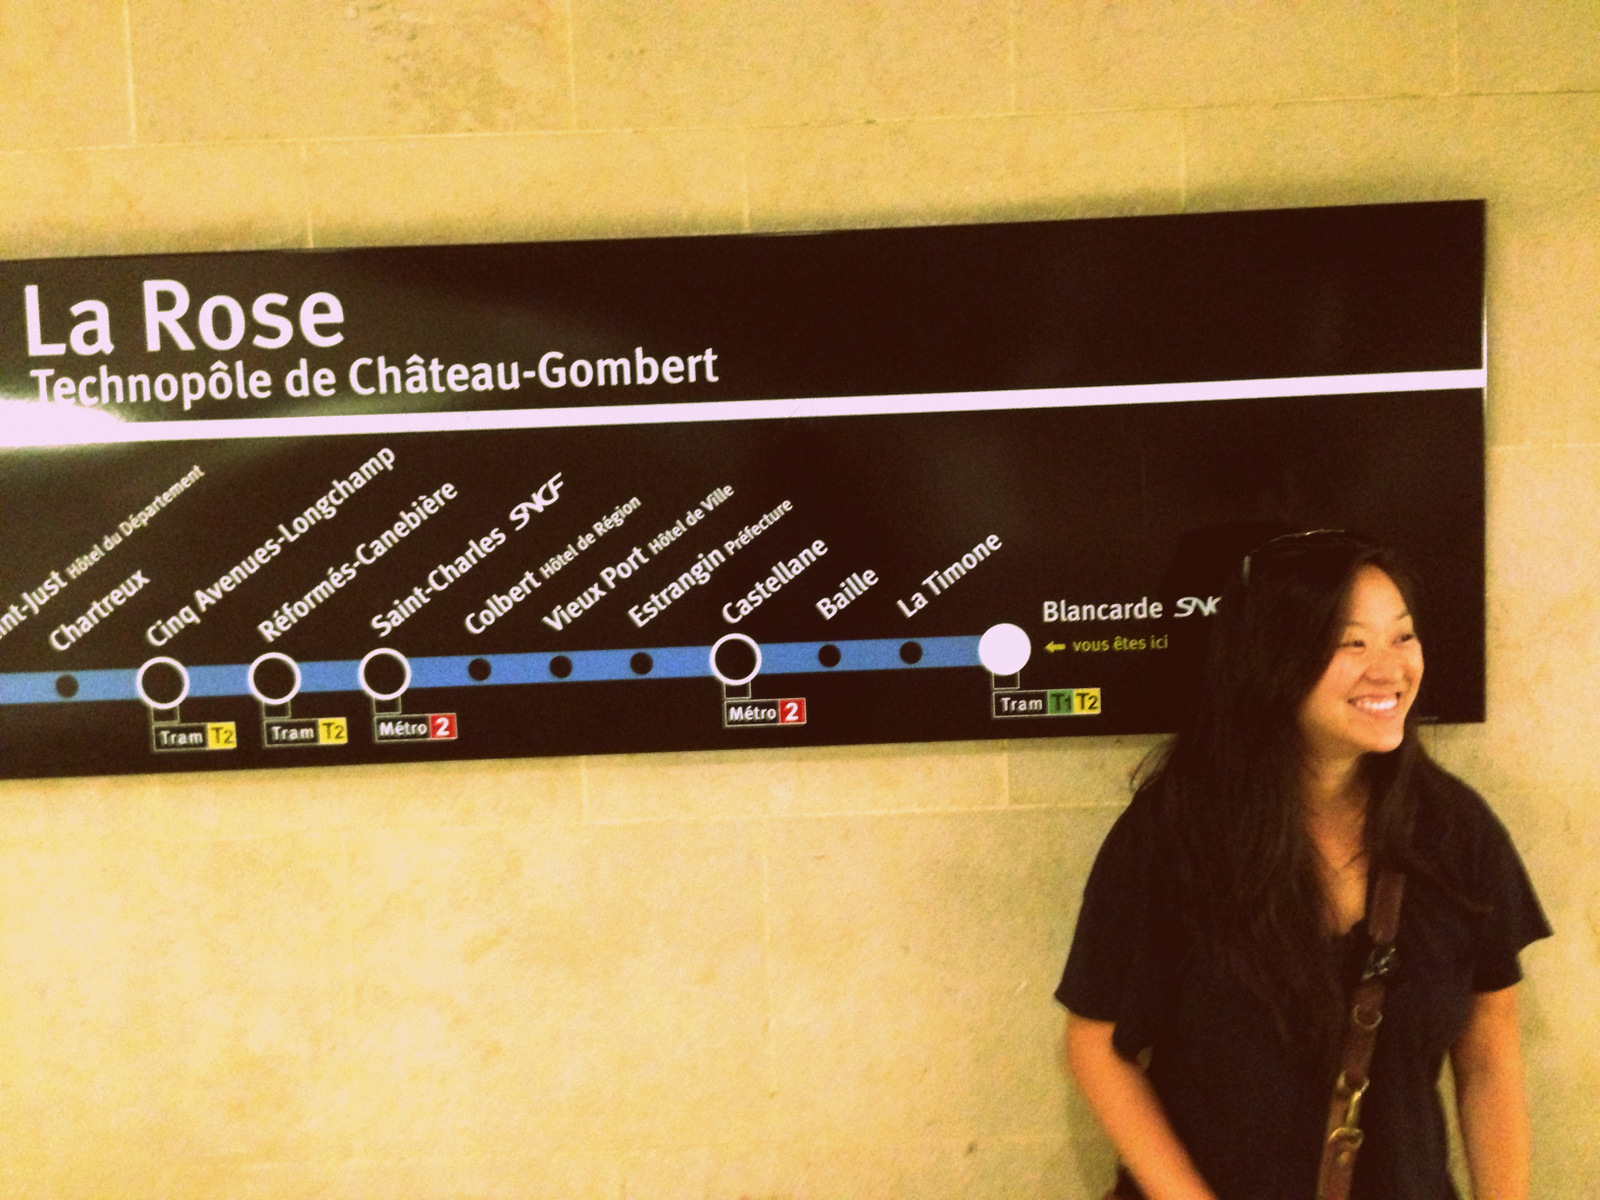 La Rose
Technopôle de Château-Gombert
Hôtel du Département
Chartreux
Cinq Avenues-Longchamp
Réformés-Canebière
Saint-Charles SNCF
Colbert Hôtel de Région
Vieux Port Hôtel de Ville
Estrangin Préfecture
Castellane
Baille
La Timone
Blancarde
← vous êtes ici
Tram T2
Tram T2
Métro 2
Métro 2
Tram T1 T2